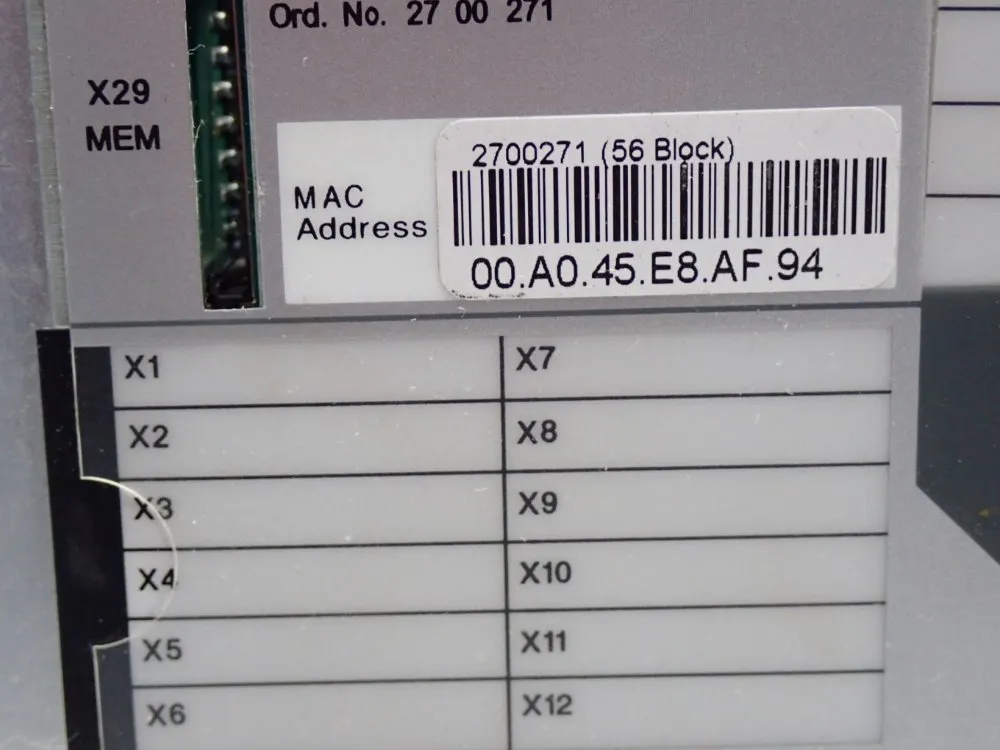 Ord. No. 27 00 271
X29
MEM
2700271 (56 Block)
MAC
Address
00.A0.45.E8.AF.94
X1
X7
X2
X8
X3
X9
X4
X10
X5
X11
X6
X12